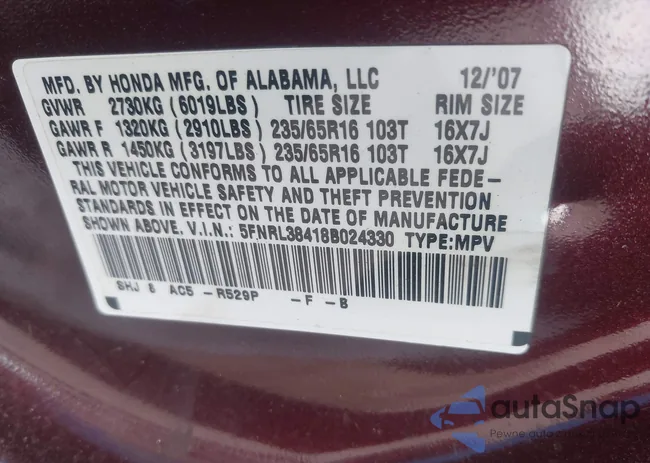 MFD. BY HONDA MFG. OF ALABAMA, LLC 12/'07
GVWR 2730KG (6019LBS) TIRE SIZE RIM SIZE
GAWR F 1320KG (2910LBS) 235/65R16 103T 16X7J
GAWR R 1450KG (3197LBS) 235/65R16 103T 16X7J
THIS VEHICLE CONFORMS TO ALL APPLICABLE FEDE-
RAL MOTOR VEHICLE SAFETY AND THEFT PREVENTION
STANDARDS IN EFFECT ON THE DATE OF MANUFACTURE
SHOWN ABOVE. V.I.N.: 5FNRL38418B024330 TYPE:MPV
SHJ 8 AC5 -R529P -F -B
autaSnap
Pewne auta